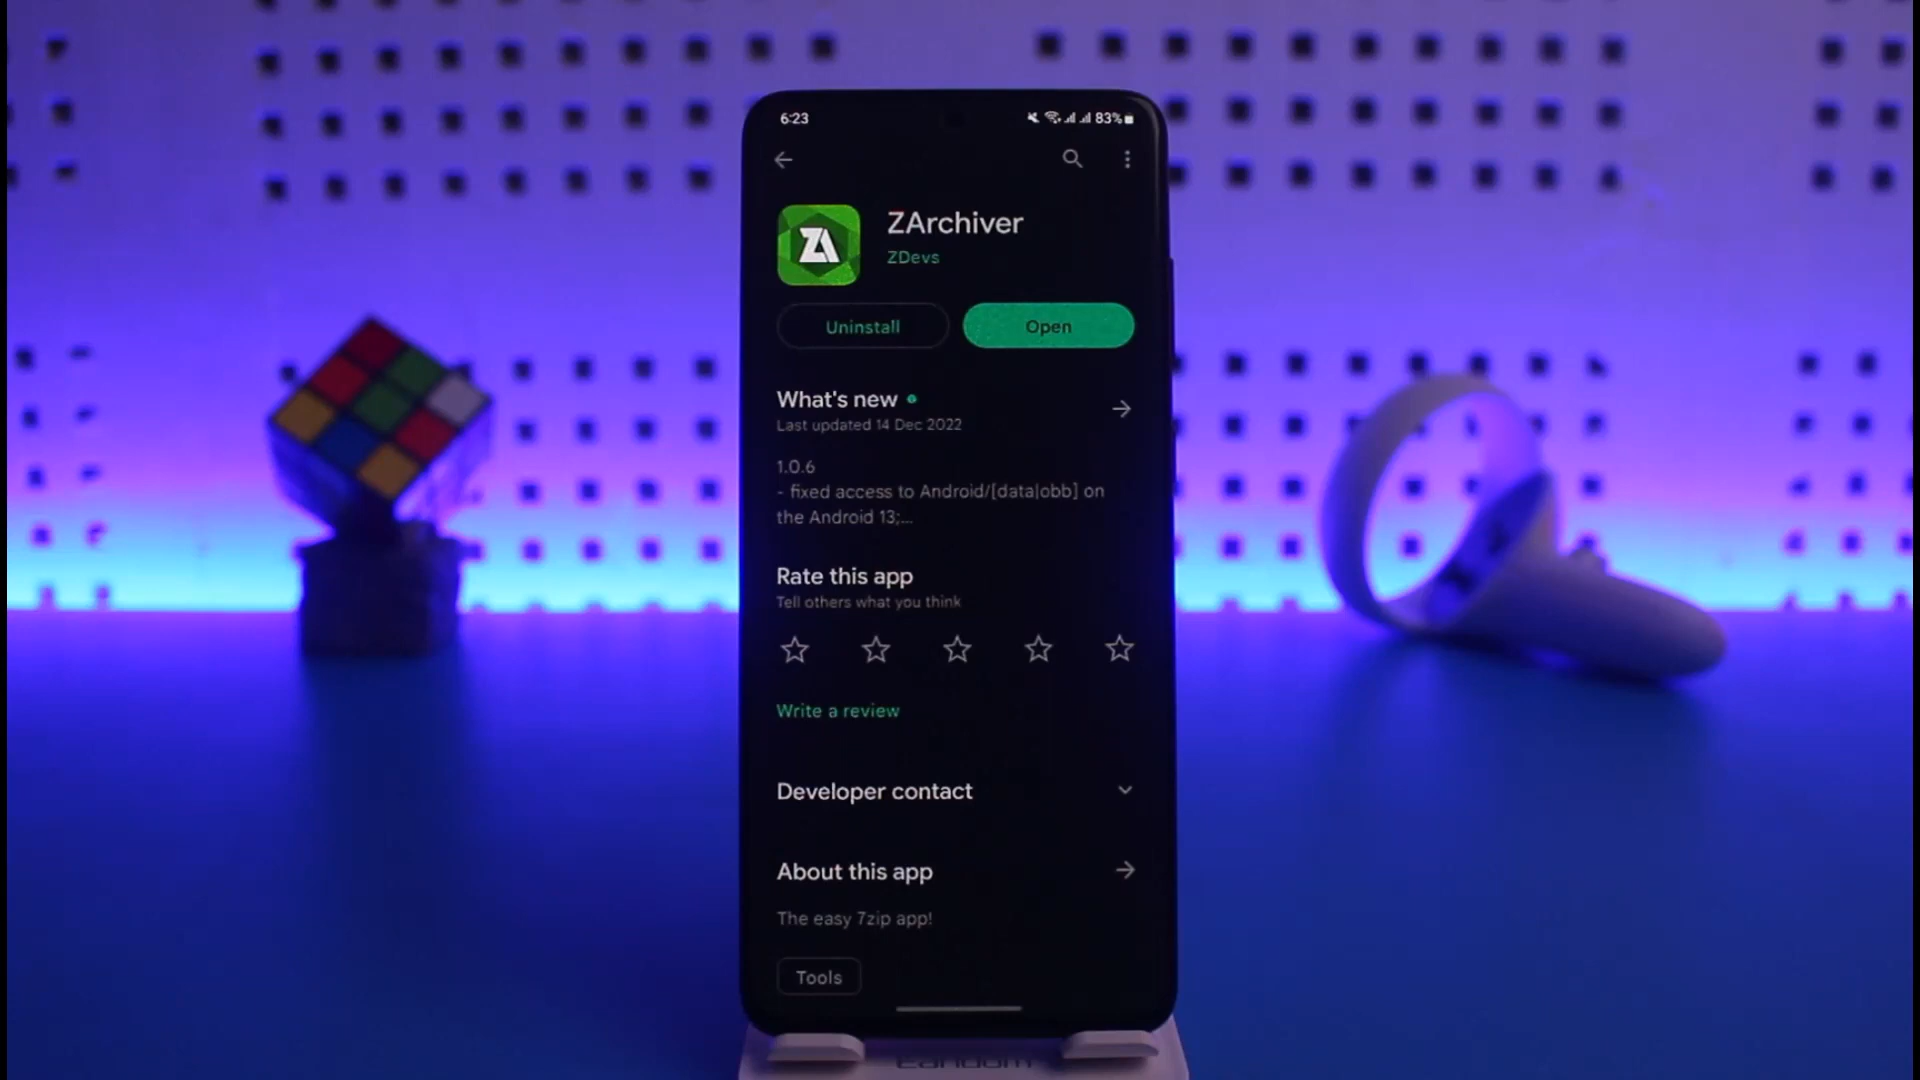 6:23
83%
ZArchiver
ZA
ZDevs
Uninstall
Open
What's new
Last updated 14 Dec 2022
1.0.6
- fixed access to Android/[data|obb] on
the Android 13;...
Rate this app
Tell others what you think
Write a review
Developer contact
About this app
The easy 7zip app!
Tools